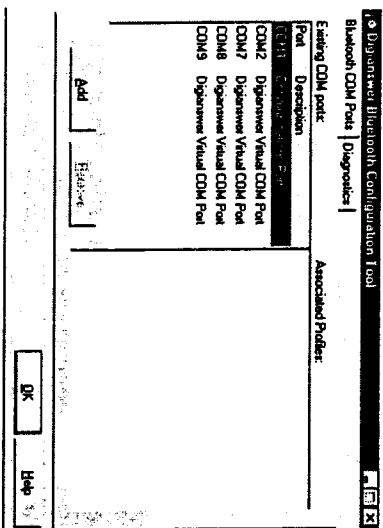 Digianswer Bluetooth Configuration Tool
Bluetooth COM Ports | Diagnostics |
Existing COM ports:
Associated Profiles:
Port Description
COM2 Digianswer Virtual COM Port
COM7 Digianswer Virtual COM Port
COM8 Digianswer Virtual COM Port
COM9 Digianswer Virtual COM Port
Add
Remove
OK
Help